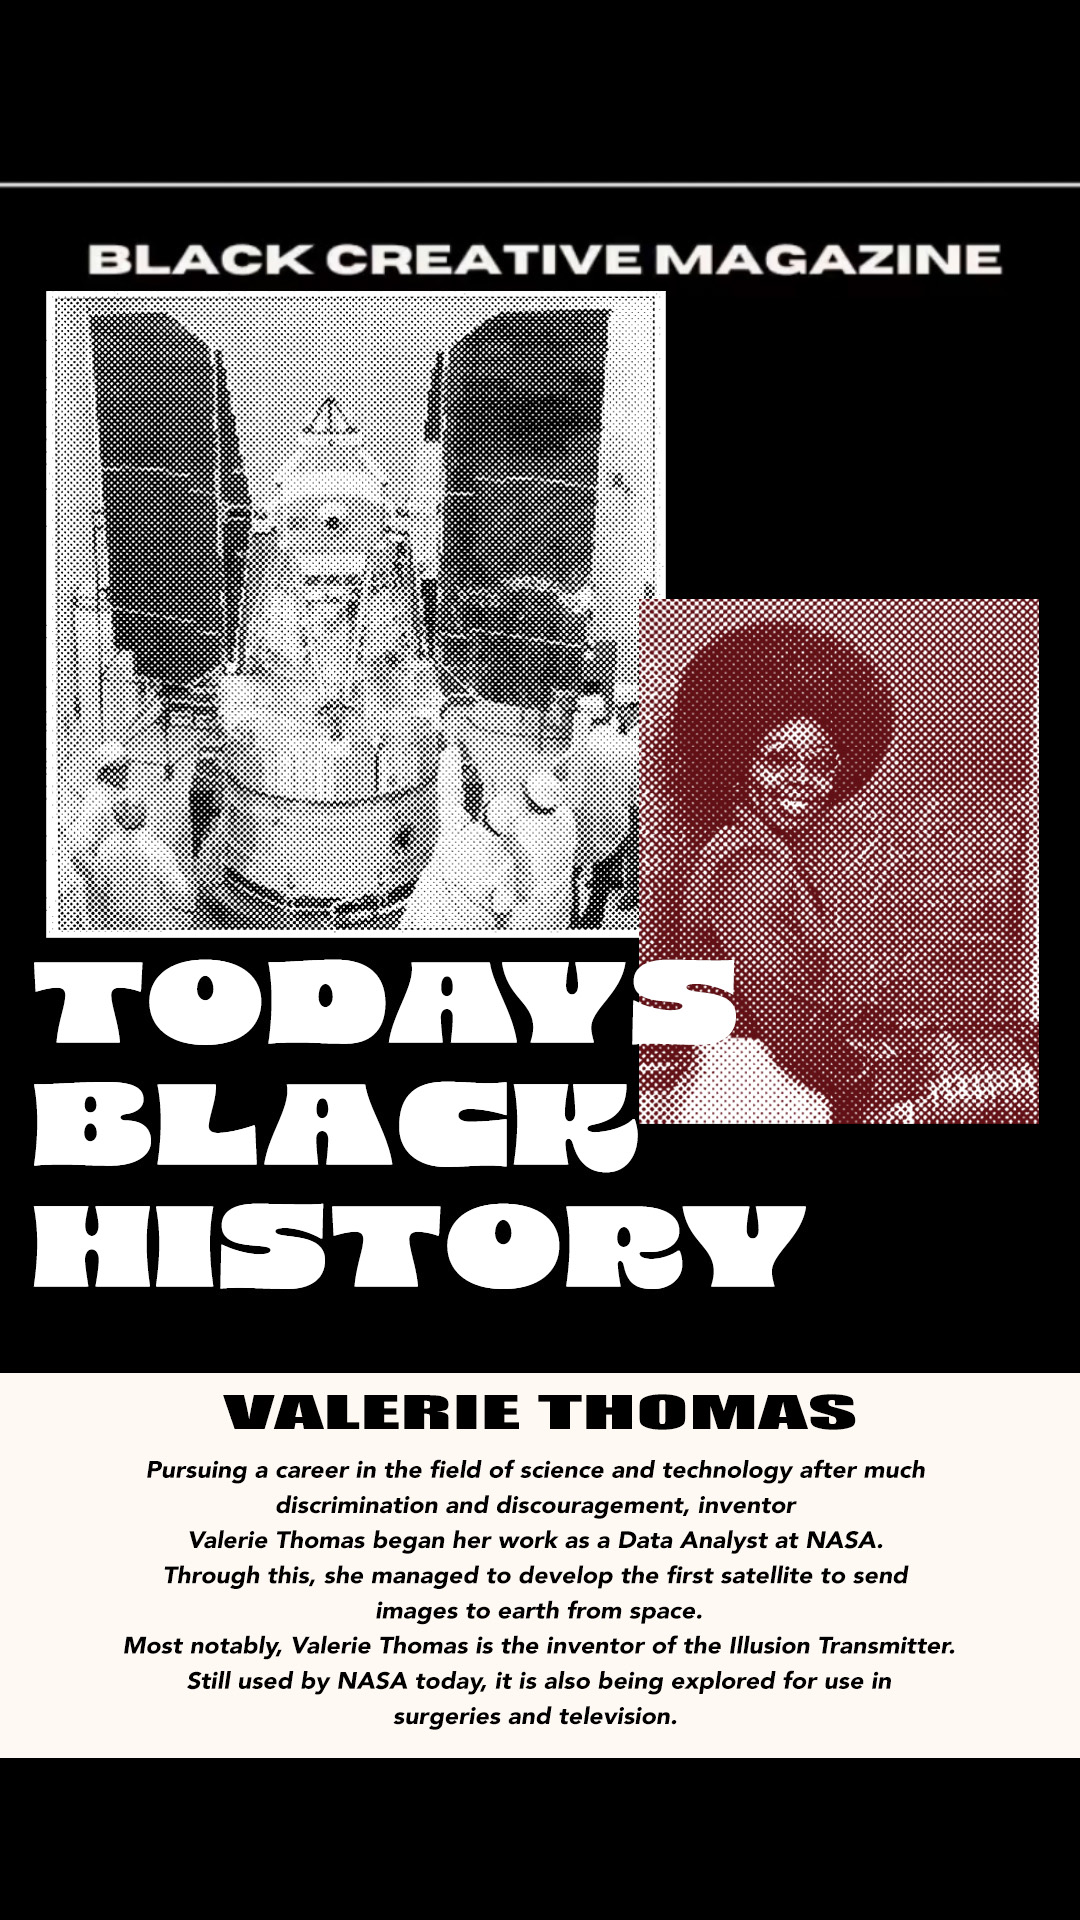 BLACK CREATIVE MAGAZINE
TODAYS
BLACK
HISTORY
VALERIE THOMAS
Pursuing a career in the field of science and technology after much
discrimination and discouragement, inventor
Valerie Thomas began her work as a Data Analyst at NASA.
Through this, she managed to develop the first satellite to send
images to earth from space.
Most notably, Valerie Thomas is the inventor of the Illusion Transmitter.
Still used by NASA today, it is also being explored for use in
surgeries and television.